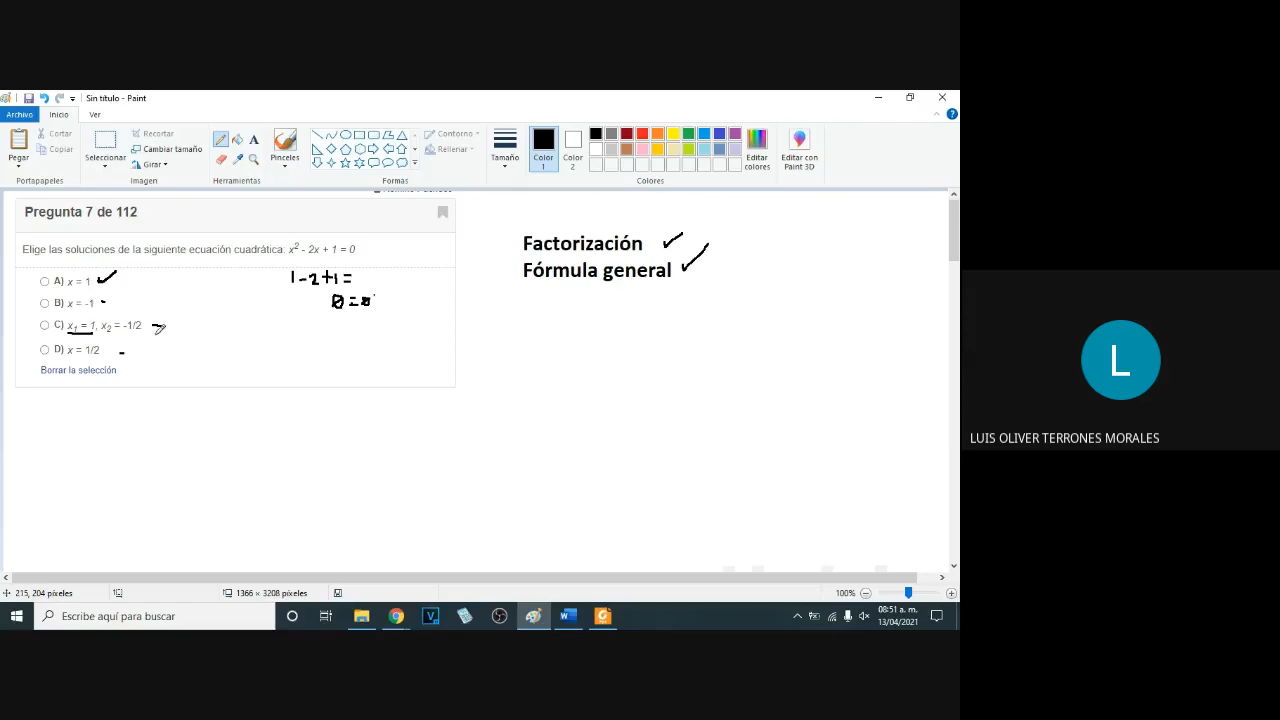 Sin título - Paint
Archivo Inicio Ver
Pegar
Cortar
Copiar
Portapapeles
Seleccionar
Recortar
Cambiar tamaño
Girar
Imagen
A
Herramientas
Pinceles
Contorno
Rellenar
Formas
Tamaño
Color 1
Color 2
Editar colores
Colores
Editar con Paint 3D
Pregunta 7 de 112
Elige las soluciones de la siguiente ecuación cuadrática: x² - 2x + 1 = 0
A) x = 1
B) x = -1
C) x₁ = 1, x₂ = -1/2
D) x = 1/2
Borrar la selección
1-2+1=
0=0
Factorización
Fórmula general
L
LUIS OLIVER TERRONES MORALES
215, 204 píxeles
1366 × 3208 píxeles
100%
Escribe aquí para buscar
08:51 a. m.
13/04/2021